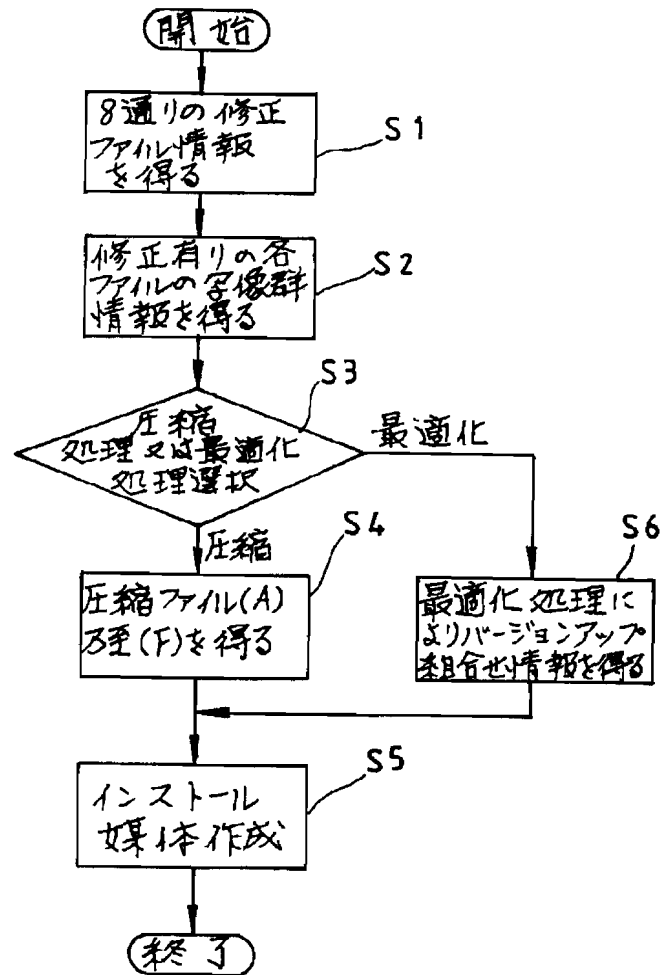 開始
8通りの修正
ファイル情報
を得る
S1
修正有りの各
ファイルの写像群
情報を得る
S2
S3
圧縮
処理又は最適化
処理選択
最適化
圧縮
S4
圧縮ファイル(A)
乃至(F)を得る
S6
最適化処理に
よりバージョンアップ
組合せ情報を得る
S5
インストール
媒体作成
終了